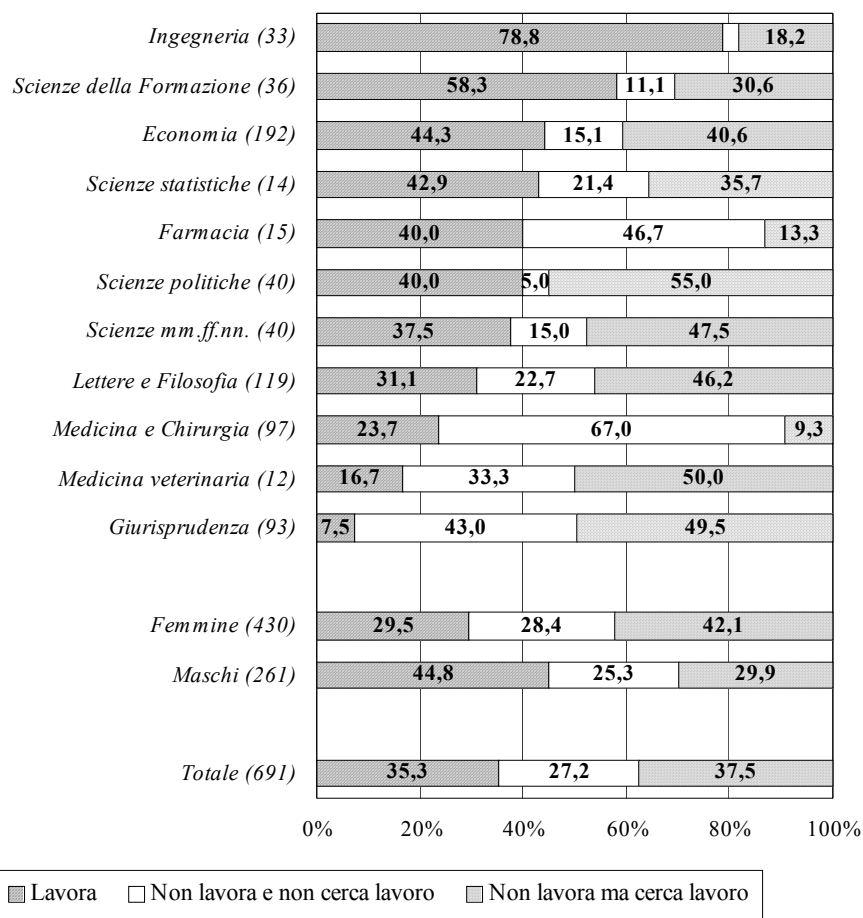 Ingegneria (33) 78,8 18,2
Scienze della Formazione (36) 58,3 11,1 30,6
Economia (192) 44,3 15,1 40,6
Scienze statistiche (14) 42,9 21,4 35,7
Farmacia (15) 40,0 46,7 13,3
Scienze politiche (40) 40,0 5,0 55,0
Scienze mm.ff.nn. (40) 37,5 15,0 47,5
Lettere e Filosofia (119) 31,1 22,7 46,2
Medicina e Chirurgia (97) 23,7 67,0 9,3
Medicina veterinaria (12) 16,7 33,3 50,0
Giurisprudenza (93) 7,5 43,0 49,5
Femmine (430) 29,5 28,4 42,1
Maschi (261) 44,8 25,3 29,9
Totale (691) 35,3 27,2 37,5
0% 20% 40% 60% 80% 100%
Lavora Non lavora e non cerca lavoro Non lavora ma cerca lavoro